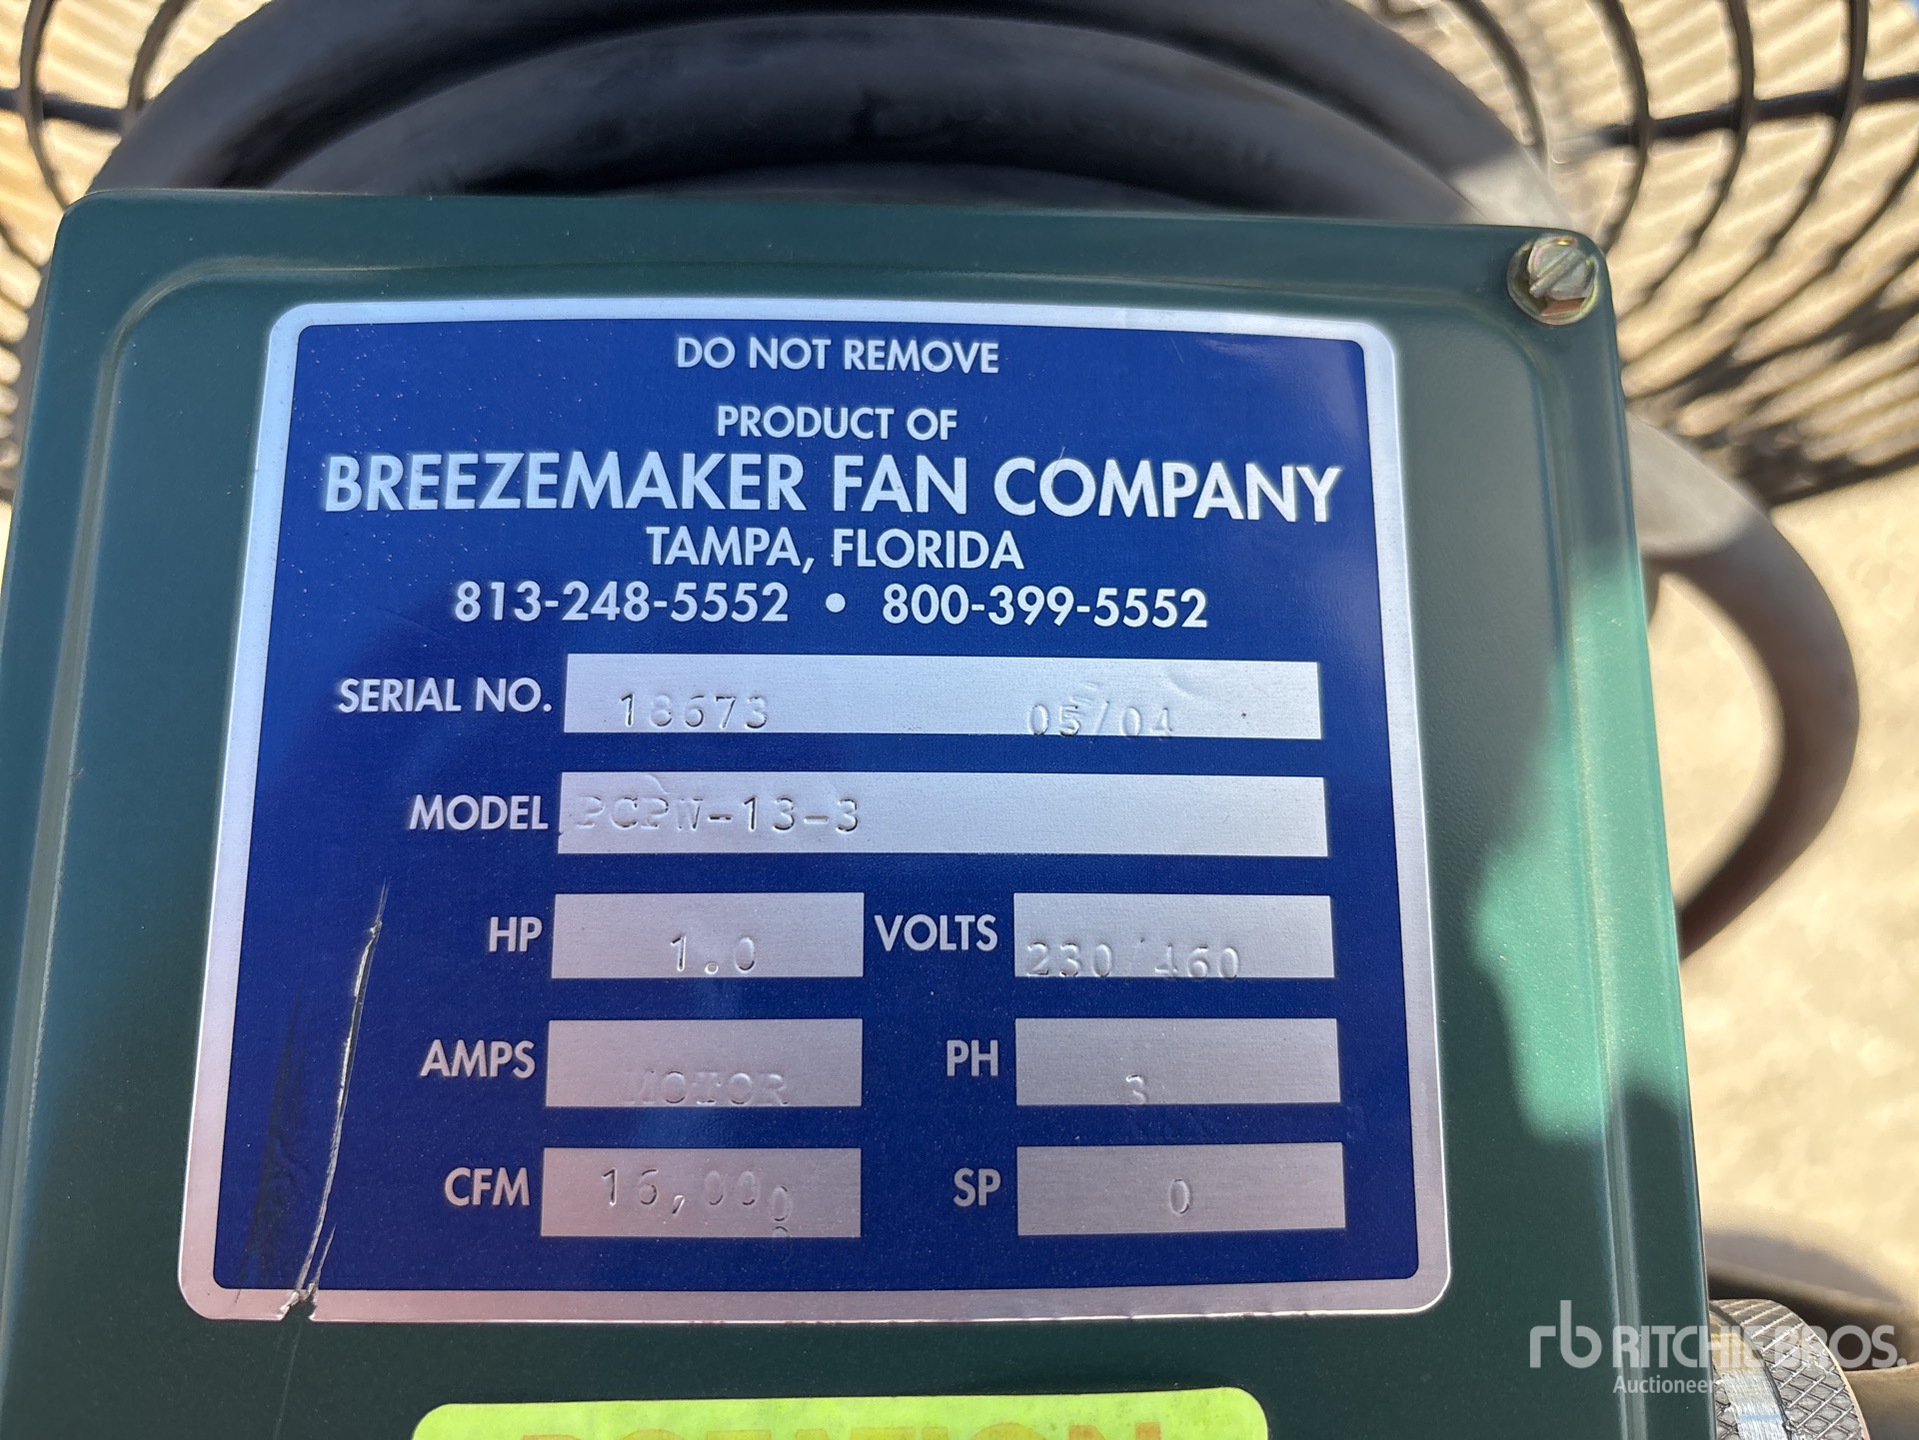 DO NOT REMOVE
PRODUCT OF
BREEZEMAKER FAN COMPANY
TAMPA, FLORIDA
813-248-5552 • 800-399-5552
SERIAL NO. 18673 05/04
MODEL PCPW-13-3
HP 1.0 VOLTS 230/460
AMPS MOTOR PH 3
CFM 16,000 SP 0
ROTATION
rb RITCHIE BROS.
Auctioneers